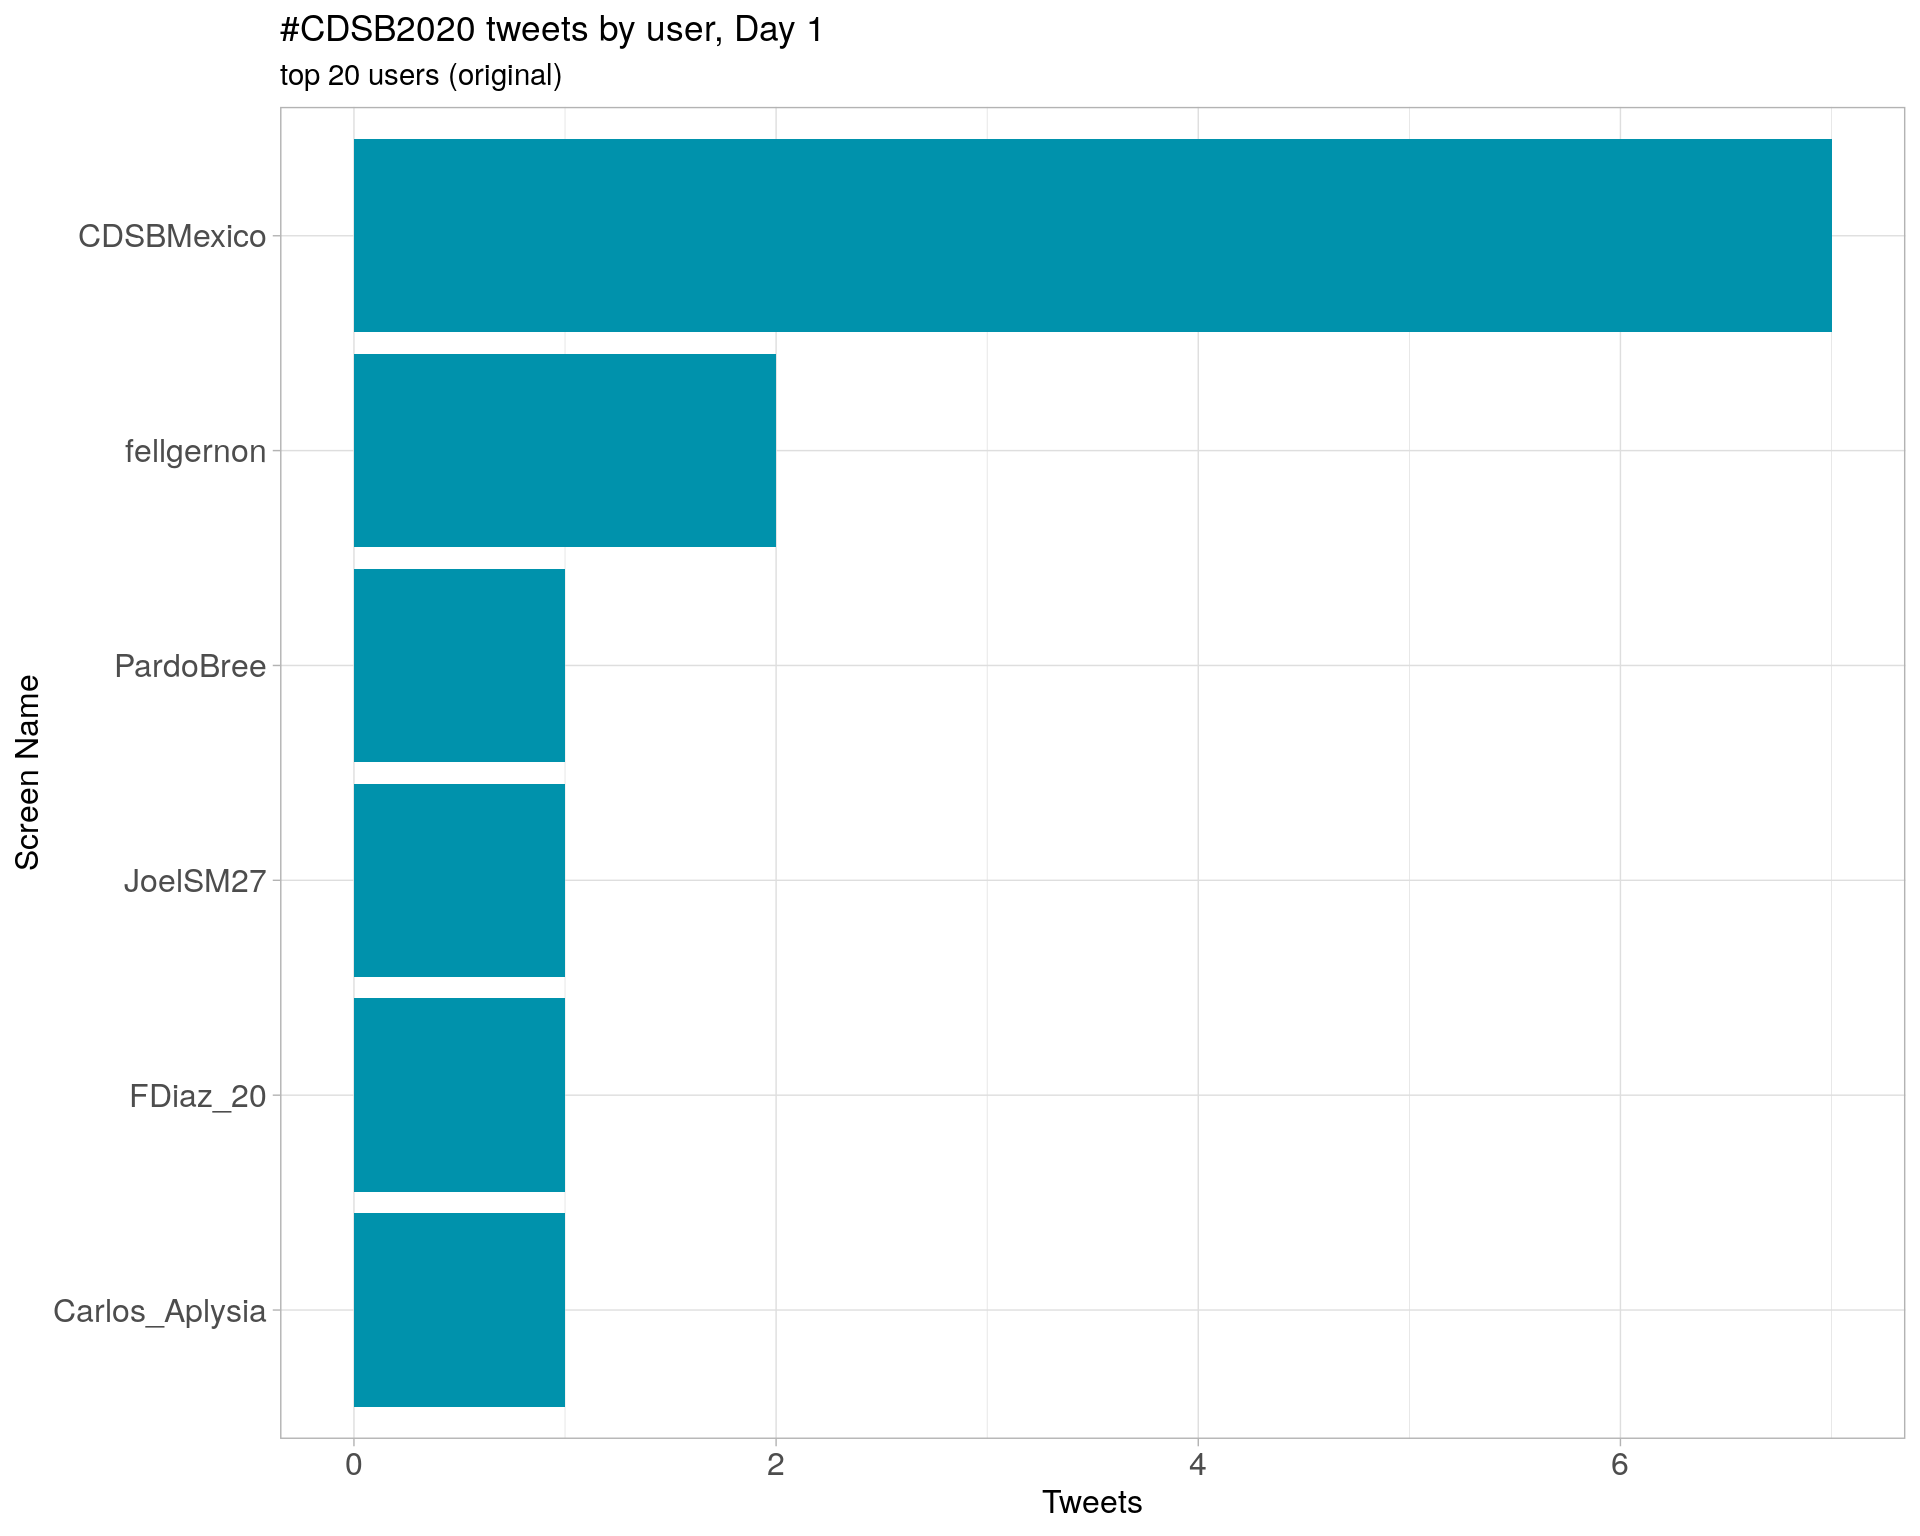 #CDSB2020 tweets by user, Day 1
top 20 users (original)
Screen Name
CDSBMexico
fellgernon
PardoBree
JoelSM27
FDiaz_20
Carlos_Aplysia
0 2 4 6
Tweets